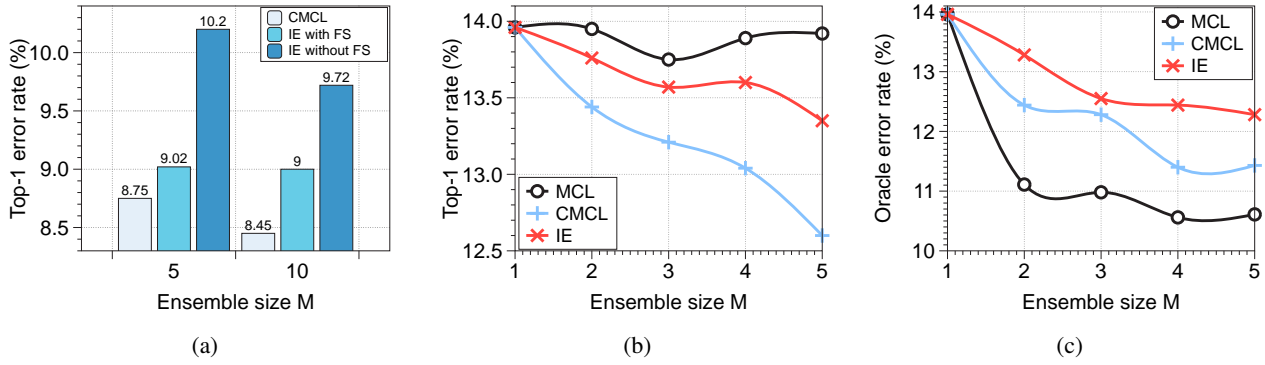 CMCL
IE with FS
IE without FS
Top-1 error rate (%)
10.0
9.5
9.0
8.5
8.75
9.02
10.2
8.45
9
9.72
5
10
Ensemble size M
(a)
Top-1 error rate (%)
14.0
13.5
13.0
12.5
MCL
CMCL
IE
1 2 3 4 5
Ensemble size M
(b)
Oracle error rate (%)
14
13
12
11
10
MCL
CMCL
IE
1 2 3 4 5
Ensemble size M
(c)